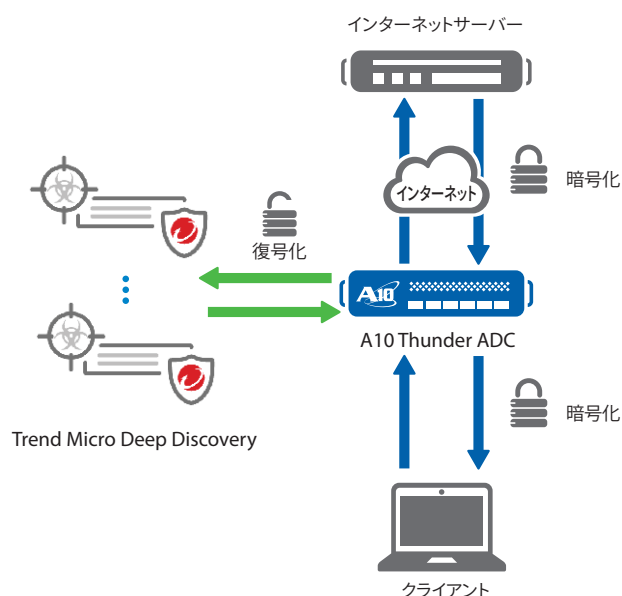 インターネットサーバー
インターネット
暗号化
復号化
A10
A10 Thunder ADC
暗号化
Trend Micro Deep Discovery
クライアント